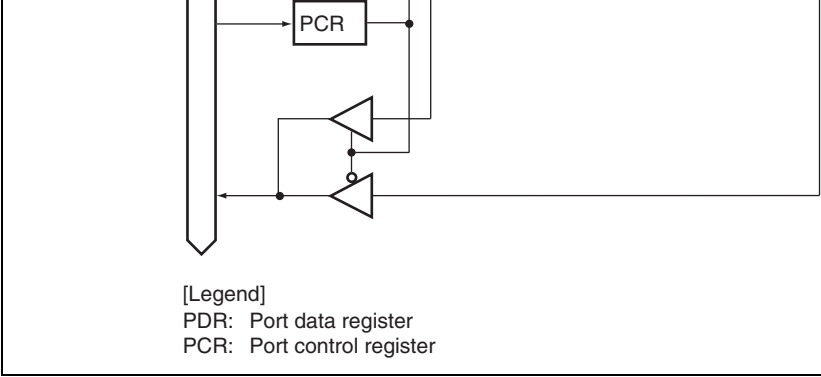 PCR
[Legend]
PDR: Port data register
PCR: Port control register